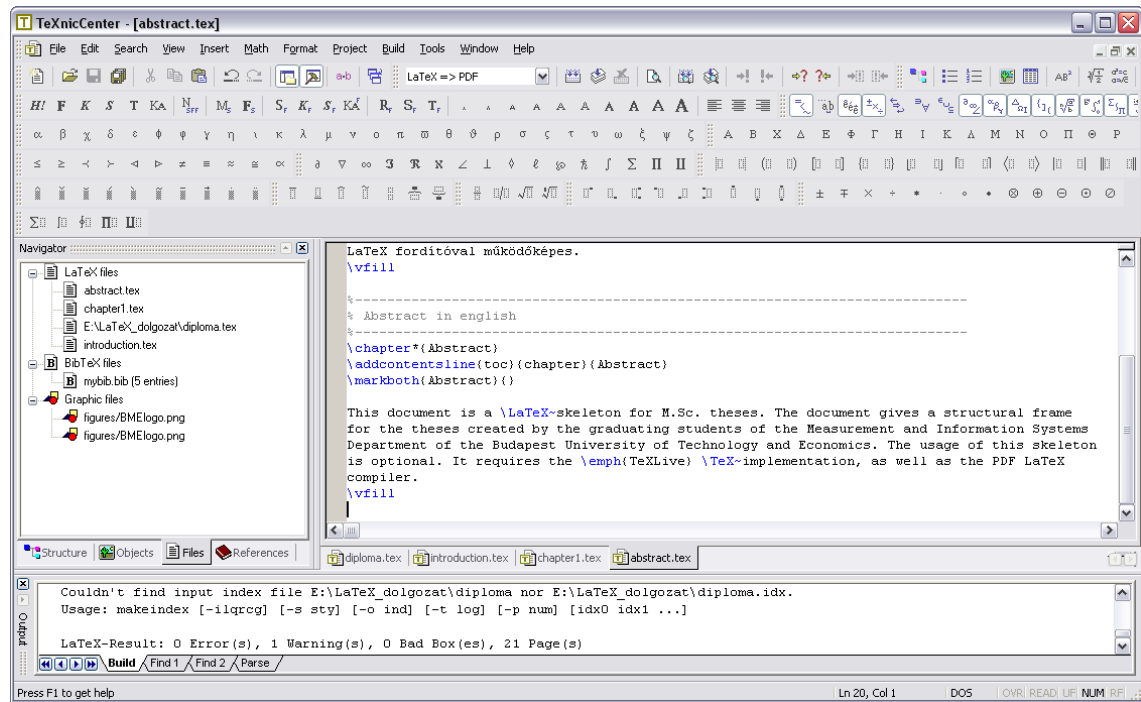 TeXnicCenter - [abstract.tex]
File Edit Search View Insert Math Format Project Build Tools Window Help
LaTeX => PDF
α β χ δ ε ϕ φ γ η ι κ λ μ ν ο π ϖ θ ϑ ρ σ ς τ υ ω ξ ψ ζ Α Β Χ Δ Ε Φ Γ Η Ι Κ Λ Μ Ν Ο Π Θ Ρ
Navigator
LaTeX files
abstract.tex
chapter1.tex
E:\LaTeX_dolgozat\diploma.tex
introduction.tex
BibTeX files
mybib.bib (5 entries)
Graphic files
figures/BMElogo.png
figures/BMElogo.png
Structure Objects Files References
LaTeX fordítóval működőképes.
\vfill
%----------------------------------------------------------------------------
% Abstract in english
%----------------------------------------------------------------------------
\chapter*{Abstract}
\addcontentsline{toc}{chapter}{Abstract}
\markboth{Abstract}{}
This document is a \LaTeX~skeleton for M.Sc. theses. The document gives a structural frame
for the theses created by the graduating students of the Measurement and Information Systems
Department of the Budapest University of Technology and Economics. The usage of this skeleton
is optional. It requires the \emph{TeXLive} \TeX~implementation, as well as the PDF LaTeX
compiler.
\vfill
diploma.tex introduction.tex chapter1.tex abstract.tex
Output
Couldn't find input index file E:\LaTeX_dolgozat\diploma nor E:\LaTeX_dolgozat\diploma.idx.
Usage: makeindex [-ilqrcg] [-s sty] [-o ind] [-t log] [-p num] [idx0 idx1 ...]
LaTeX-Result: 0 Error(s), 1 Warning(s), 0 Bad Box(es), 21 Page(s)
Build Find 1 Find 2 Parse
Press F1 to get help
Ln 20, Col 1 DOS OVR READ UF NUM RF